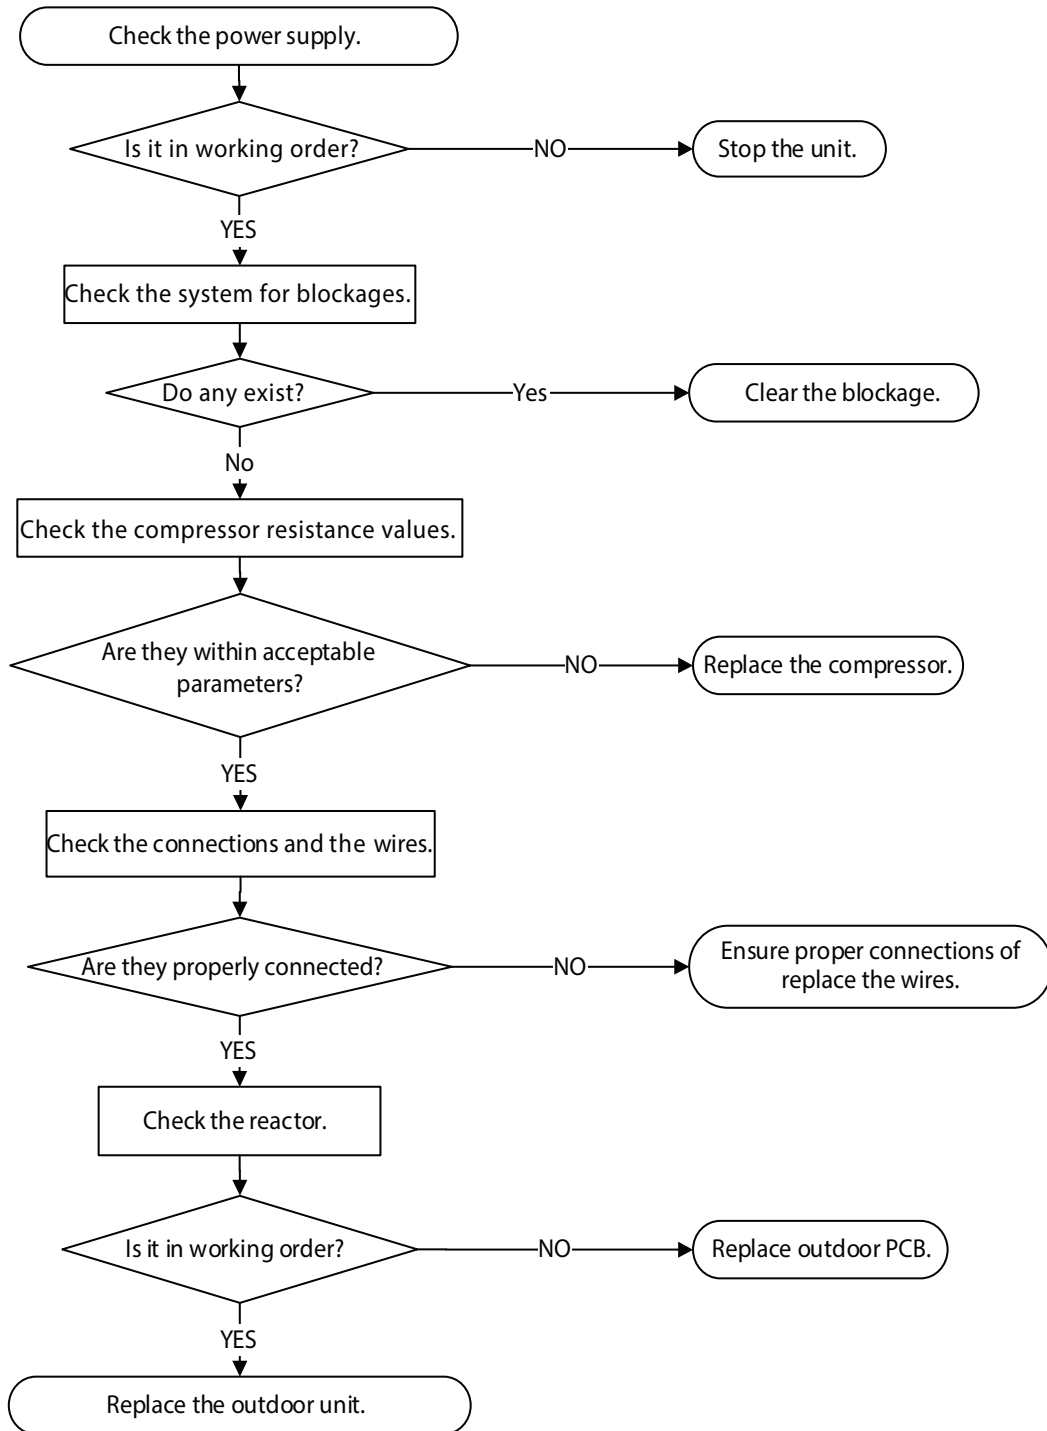 Check the power supply.
Is it in working order?
NO
Stop the unit.
YES
Check the system for blockages.
Do any exist?
Yes
Clear the blockage.
No
Check the compressor resistance values.
Are they within acceptable
parameters?
NO
Replace the compressor.
YES
Check the connections and the wires.
Are they properly connected?
NO
Ensure proper connections of
replace the wires.
YES
Check the reactor.
Is it in working order?
NO
Replace outdoor PCB.
YES
Replace the outdoor unit.